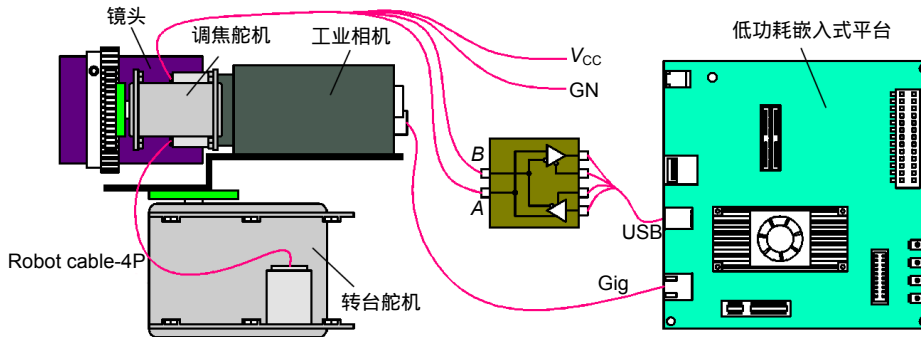 镜头
调焦舵机
工业相机
低功耗嵌入式平台
VCC
GN
B
A
USB
Robot cable-4P
Gig
转台舵机